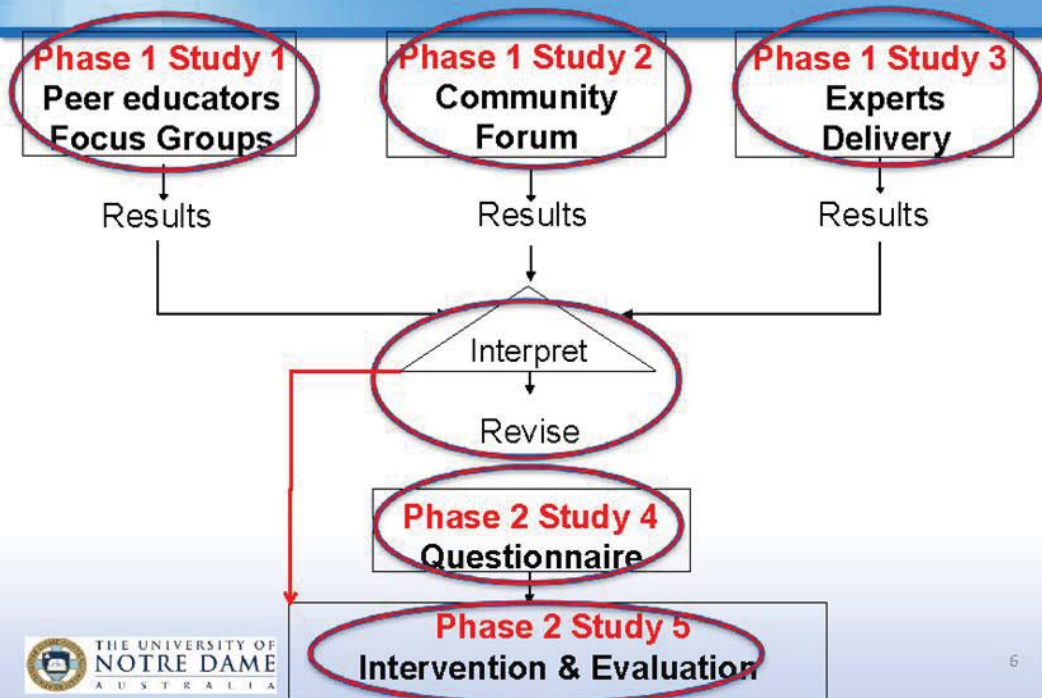 Phase 1 Study 1
Peer educators
Focus Groups
Phase 1 Study 2
Community
Forum
Phase 1 Study 3
Experts
Delivery
Results
Results
Results
Interpret
Revise
Phase 2 Study 4
Questionnaire
Phase 2 Study 5
Intervention & Evaluation
THE UNIVERSITY OF
NOTRE DAME
AUSTRALIA
6